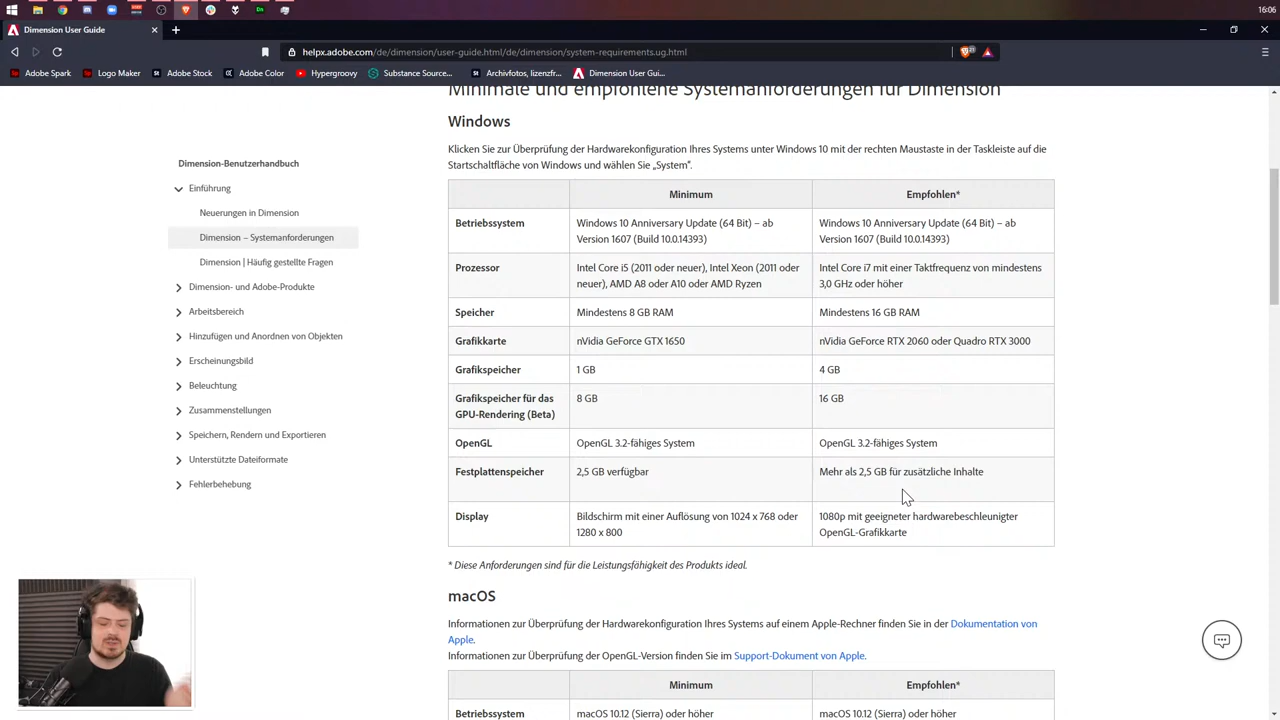 16:06
Dimension User Guide
helpx.adobe.com/de/dimension/user-guide.html/de/dimension/system-requirements.ug.html
Adobe Spark
Logo Maker
Adobe Stock
Adobe Color
Hypergroovy
Substance Source...
Archivfotos, lizenzfr...
Dimension User Gui...
Minimale und empfohlene Systemanforderungen für Dimension
Windows
Klicken Sie zur Überprüfung der Hardwarekonfiguration Ihres Systems unter Windows 10 mit der rechten Maustaste in der Taskleiste auf die
Startschaltfläche von Windows und wählen Sie „System“.
Dimension-Benutzerhandbuch
Einführung
Neuerungen in Dimension
Dimension – Systemanforderungen
Dimension | Häufig gestellte Fragen
Dimension- und Adobe-Produkte
Arbeitsbereich
Hinzufügen und Anordnen von Objekten
Erscheinungsbild
Beleuchtung
Zusammenstellungen
Speichern, Rendern und Exportieren
Unterstützte Dateiformate
Fehlerbehebung
Minimum
Empfohlen*
Betriebssystem
Windows 10 Anniversary Update (64 Bit) – ab
Version 1607 (Build 10.0.14393)
Windows 10 Anniversary Update (64 Bit) – ab
Version 1607 (Build 10.0.14393)
Prozessor
Intel Core i5 (2011 oder neuer), Intel Xeon (2011 oder
neuer), AMD A8 oder A10 oder AMD Ryzen
Intel Core i7 mit einer Taktfrequenz von mindestens
3,0 GHz oder höher
Speicher
Mindestens 8 GB RAM
Mindestens 16 GB RAM
Grafikkarte
nVidia GeForce GTX 1650
nVidia GeForce RTX 2060 oder Quadro RTX 3000
Grafikspeicher
1 GB
4 GB
Grafikspeicher für das
GPU-Rendering (Beta)
8 GB
16 GB
OpenGL
OpenGL 3.2-fähiges System
OpenGL 3.2-fähiges System
Festplattenspeicher
2,5 GB verfügbar
Mehr als 2,5 GB für zusätzliche Inhalte
Display
Bildschirm mit einer Auflösung von 1024 x 768 oder
1280 x 800
1080p mit geeigneter hardwarebeschleunigter
OpenGL-Grafikkarte
* Diese Anforderungen sind für die Leistungsfähigkeit des Produkts ideal.
macOS
Informationen zur Überprüfung der Hardwarekonfiguration Ihres Systems auf einem Apple-Rechner finden Sie in der Dokumentation von
Apple.
Informationen zur Überprüfung der OpenGL-Version finden Sie im Support-Dokument von Apple.
Minimum
Empfohlen*
Betriebssystem
macOS 10.12 (Sierra) oder höher
macOS 10.12 (Sierra) oder höher